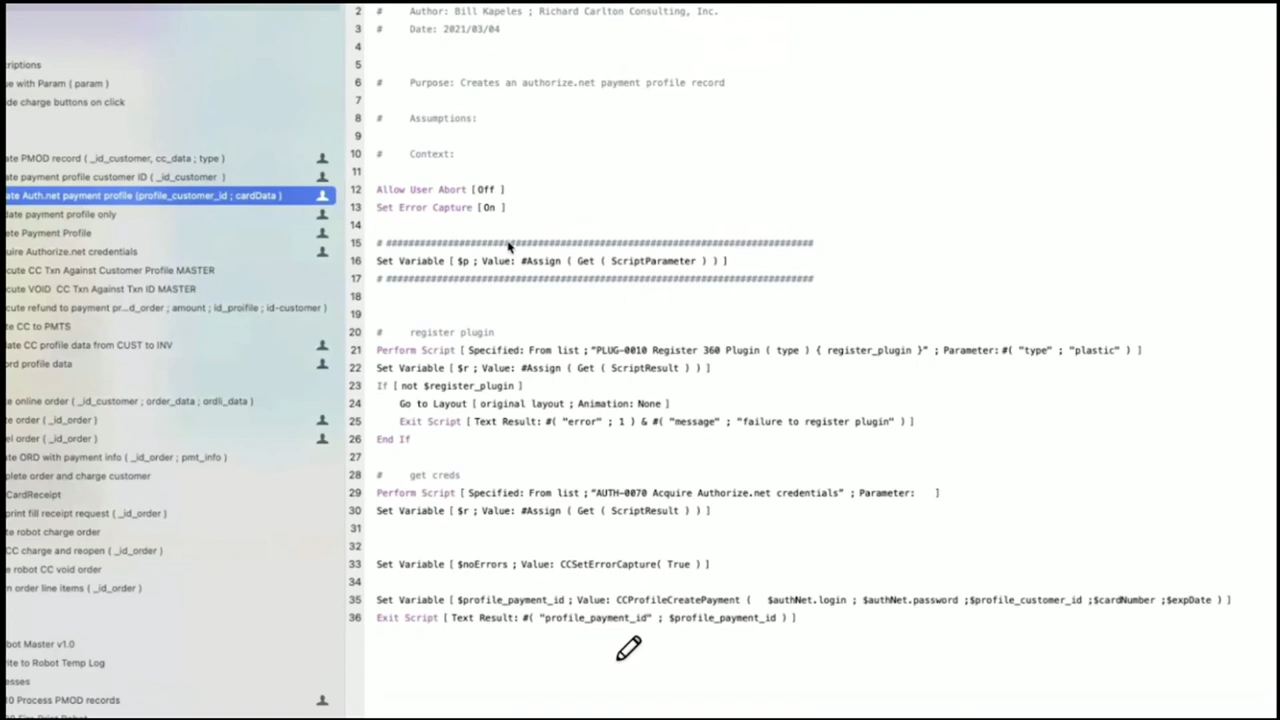 criptions
e with Param ( param )
de charge buttons on click
ate PMOD record ( _id_customer, cc_data ; type )
ate payment profile customer ID ( _id_customer )
ate Auth.net payment profile (profile_customer_id ; cardData )
date payment profile only
ete Payment Profile
uire Authorize.net credentials
cute CC Txn Against Customer Profile MASTER
cute VOID CC Txn Against Txn ID MASTER
cute refund to payment pr...d_order ; amount ; id_proifile ; id-customer )
te CC to PMTS
date CC profile data from CUST to INV
ord profile data
te online order ( _id_customer ; order_data ; ordli_data )
te order ( _id_order )
el order ( _id_order )
ate ORD with payment info ( _id_order ; pmt_info )
plete order and charge customer
CardReceipt
print fill receipt request ( _id_order )
te robot charge order
CC charge and reopen ( _id_order )
e robot CC void order
n order line items ( _id_order )
bot Master v1.0
ite to Robot Temp Log
esses
0 Process PMOD records
2 # Author: Bill Kapeles ; Richard Carlton Consulting, Inc.
3 # Date: 2021/03/04
4
5
6 # Purpose: Creates an authorize.net payment profile record
7
8 # Assumptions:
9
10 # Context:
11
12 Allow User Abort [ Off ]
13 Set Error Capture [ On ]
14
15 # ############################################################################
16 Set Variable [ $p ; Value: #Assign ( Get ( ScriptParameter ) ) ]
17 # ############################################################################
18
19
20 # register plugin
21 Perform Script [ Specified: From list ; "PLUG-0010 Register 360 Plugin ( type ) { register_plugin }" ; Parameter: #( "type" ; "plastic" ) ]
22 Set Variable [ $r ; Value: #Assign ( Get ( ScriptResult ) ) ]
23 If [ not $register_plugin ]
24 Go to Layout [ original layout ; Animation: None ]
25 Exit Script [ Text Result: #( "error" ; 1 ) & #( "message" ; "failure to register plugin" ) ]
26 End If
27
28 # get creds
29 Perform Script [ Specified: From list ; "AUTH-0070 Acquire Authorize.net credentials" ; Parameter: ]
30 Set Variable [ $r ; Value: #Assign ( Get ( ScriptResult ) ) ]
31
32
33 Set Variable [ $noErrors ; Value: CCSetErrorCapture( True ) ]
34
35 Set Variable [ $profile_payment_id ; Value: CCProfileCreatePayment ( $authNet.login ; $authNet.password ;$profile_customer_id ;$cardNumber ;$expDate ) ]
36 Exit Script [ Text Result: #( "profile_payment_id" ; $profile_payment_id ) ]